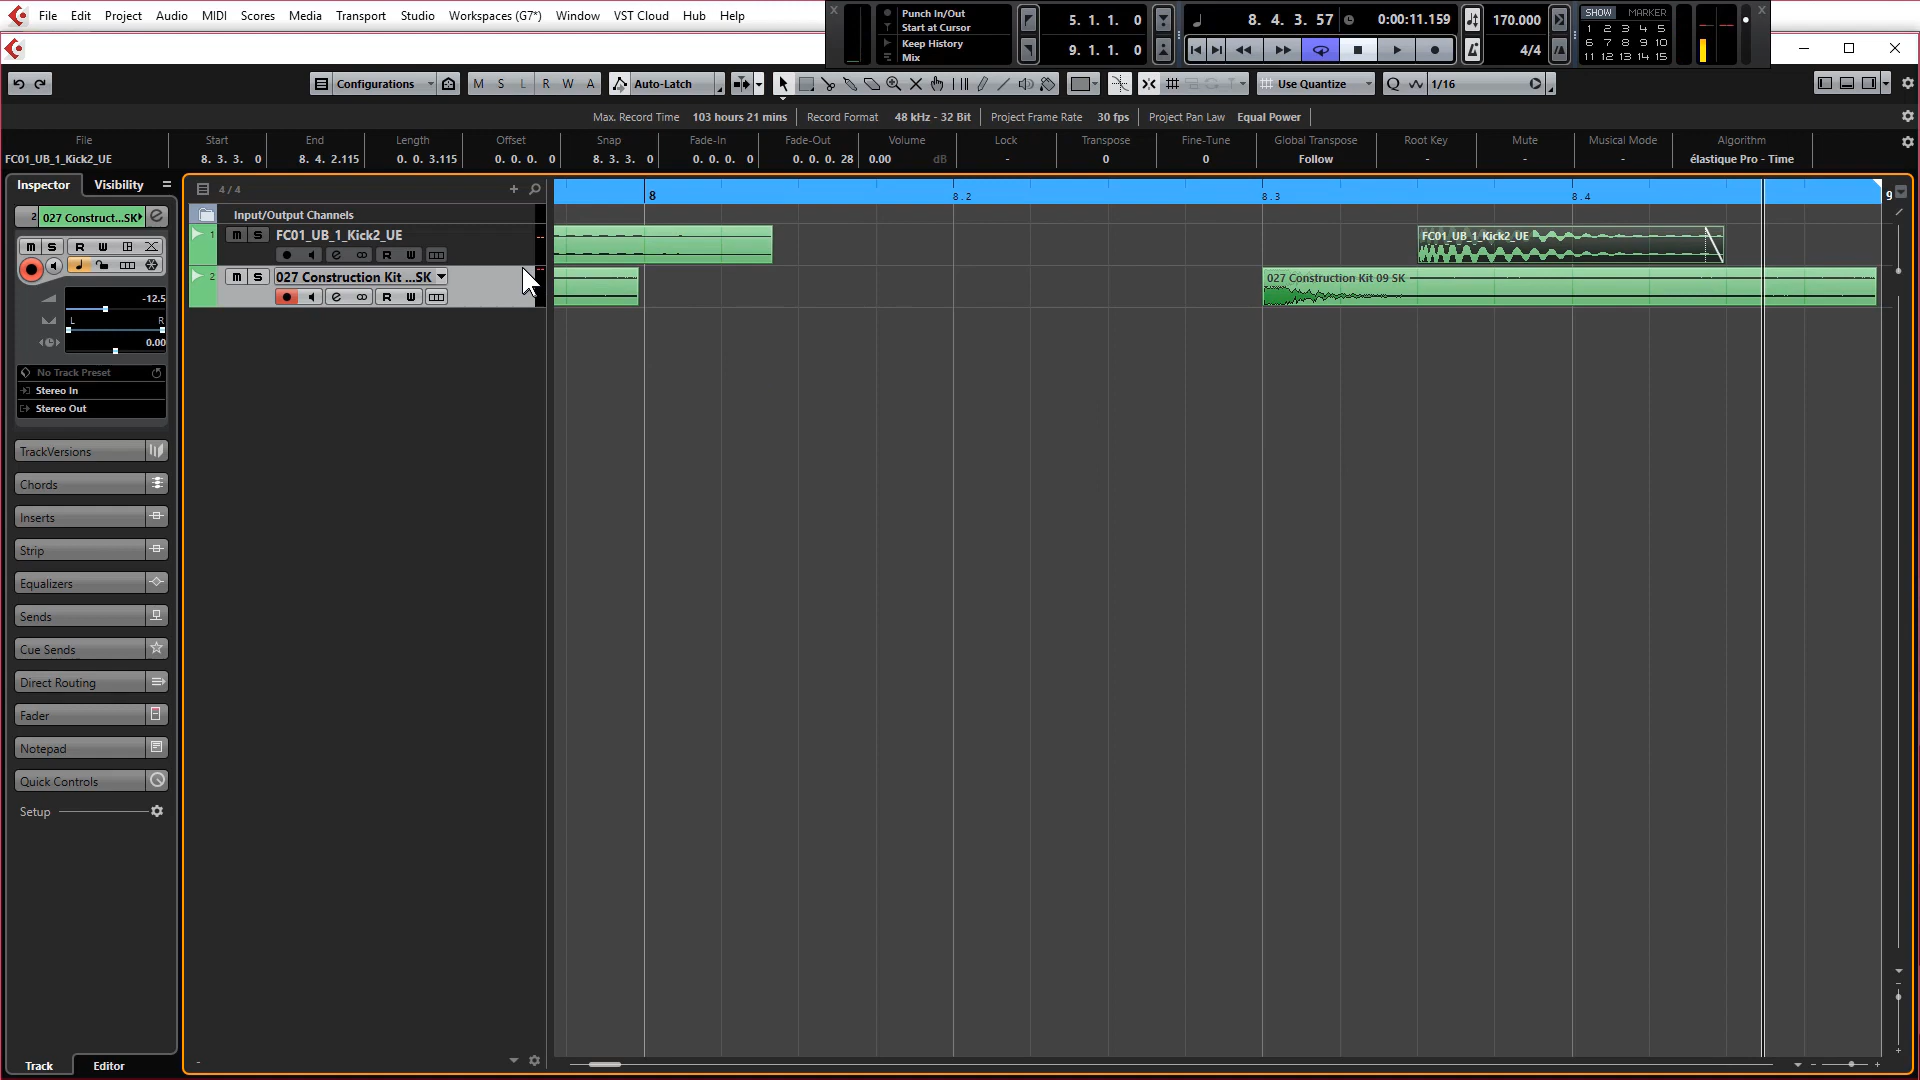 File Edit Project Audio MIDI Scores Media Transport Studio Workspaces (G7*) Window VST Cloud Hub Help
Punch In/Out
Start at Cursor
Keep History
Mix
5. 1. 1. 0
9. 1. 1. 0
8. 4. 3. 57 0:00:11.159
170.000
4/4
SHOW MARKER
1 2 3 4 5
6 7 8 9 10
11 12 13 14 15
Configurations M S L R W A Auto-Latch Use Quantize Q 1/16
Max. Record Time 103 hours 21 mins Record Format 48 kHz - 32 Bit Project Frame Rate 30 fps Project Pan Law Equal Power
File Start End Length Offset Snap Fade-In Fade-Out Volume Lock Transpose Fine-Tune Global Transpose Root Key Mute Musical Mode Algorithm
FC01_UB_1_Kick2_UE 8. 3. 3. 0 8. 4. 2.115 0. 0. 3.115 0. 0. 0. 0 8. 3. 3. 0 0. 0. 0. 0 0. 0. 0. 28 0.00 dB - 0 0 Follow - - - élastique Pro - Time
Inspector Visibility
4 / 4
8 8.2 8.3 8.4 9
2 027 Construct...SK
Input/Output Channels
1 m S FC01_UB_1_Kick2_UE
R W
2 m S 027 Construction Kit ...SK
R W
FC01_UB_1_Kick2_UE
027 Construction Kit 09 SK
m S R W
-12.5
L R
0.00
No Track Preset
Stereo In
Stereo Out
TrackVersions
Chords
Inserts
Strip
Equalizers
Sends
Cue Sends
Direct Routing
Fader
Notepad
Quick Controls
Setup
Track Editor